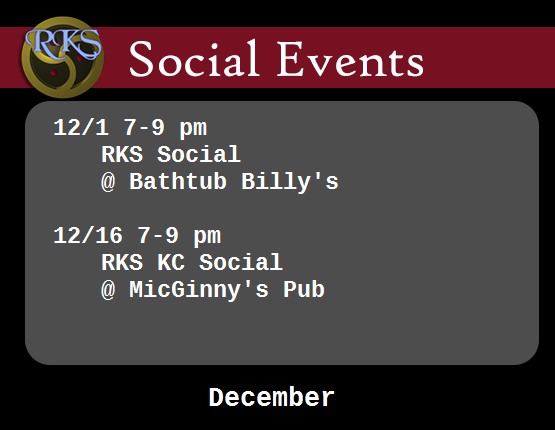 RKS
Social Events
12/1 7-9 pm
RKS Social
@ Bathtub Billy's
12/16 7-9 pm
RKS KC Social
@ MicGinny's Pub
December